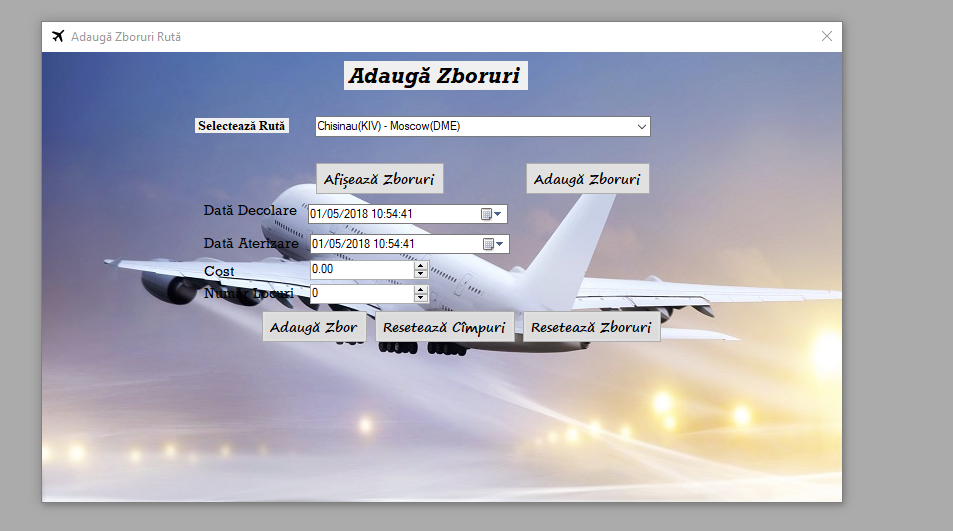 Adaugă Zboruri Rută
Adaugă Zboruri
Selectează Rută
Chisinau(KIV) - Moscow(DME)
Afișează Zboruri
Adaugă Zboruri
Dată Decolare
01/05/2018 10:54:41
Dată Aterizare
01/05/2018 10:54:41
Cost
0.00
Număr Locuri
0
Adaugă Zbor
Resetează Cîmpuri
Resetează Zboruri